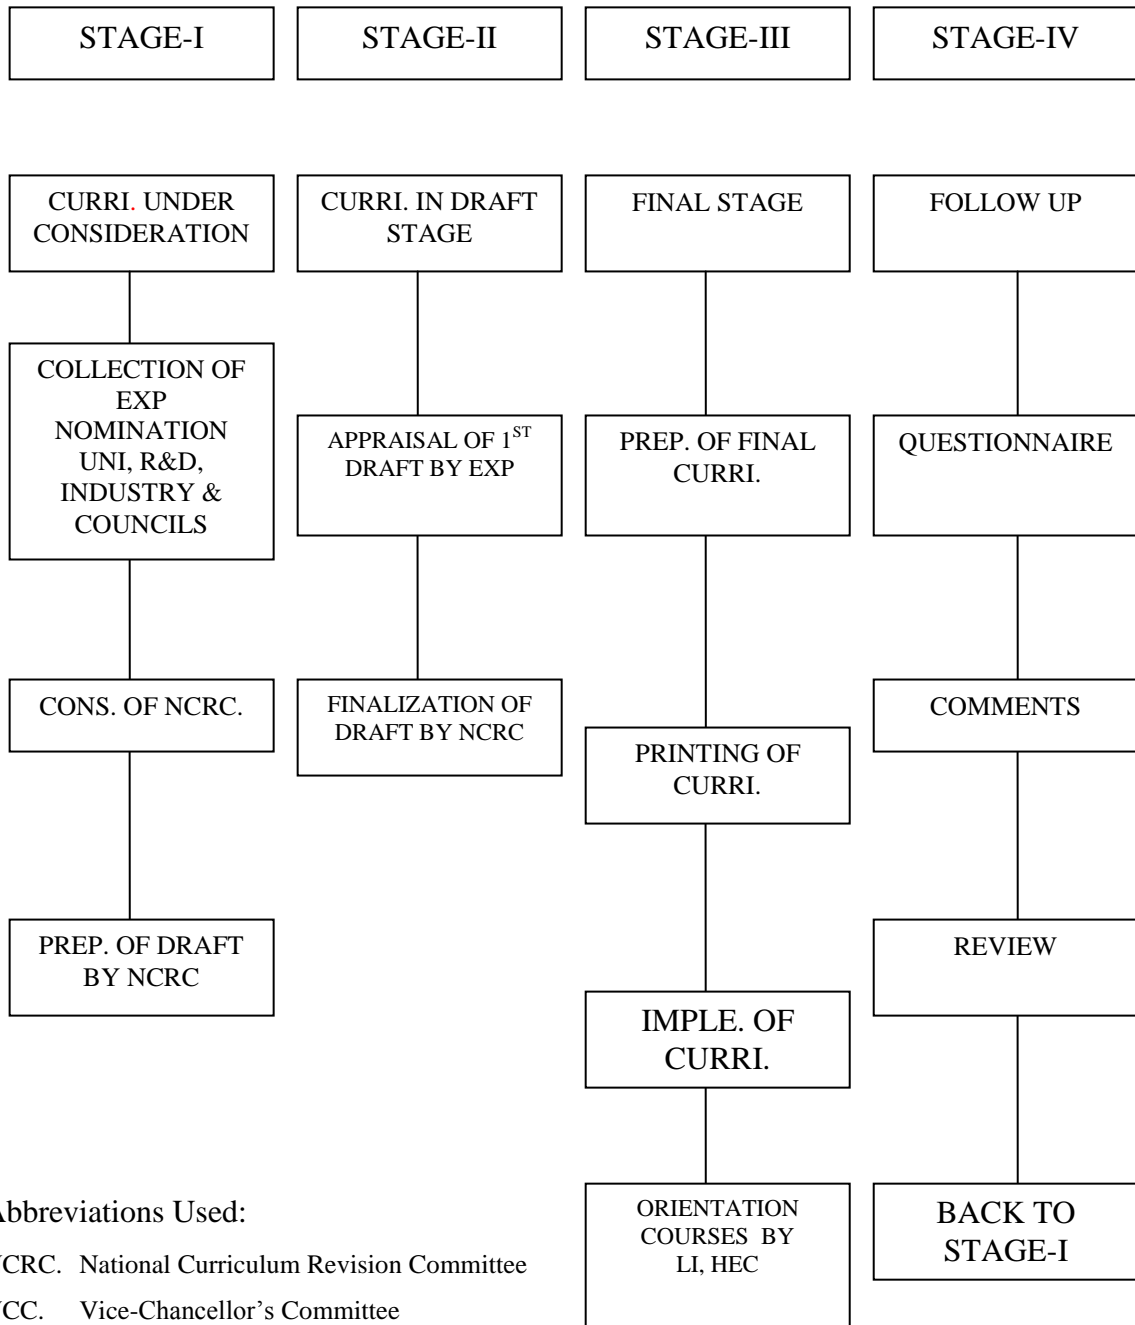 STAGE-I
STAGE-II
STAGE-III
STAGE-IV
CURRI. UNDER
CONSIDERATION
COLLECTION OF
EXP
NOMINATION
UNI, R&D,
INDUSTRY &
COUNCILS
CONS. OF NCRC.
PREP. OF DRAFT
BY NCRC
CURRI. IN DRAFT
STAGE
APPRAISAL OF 1ST
DRAFT BY EXP
FINALIZATION OF
DRAFT BY NCRC
FINAL STAGE
PREP. OF FINAL
CURRI.
PRINTING OF
CURRI.
IMPLE. OF
CURRI.
ORIENTATION
COURSES BY
LI, HEC
FOLLOW UP
QUESTIONNAIRE
COMMENTS
REVIEW
BACK TO
STAGE-I
Abbreviations Used:
NCRC. National Curriculum Revision Committee
VCC. Vice-Chancellor's Committee